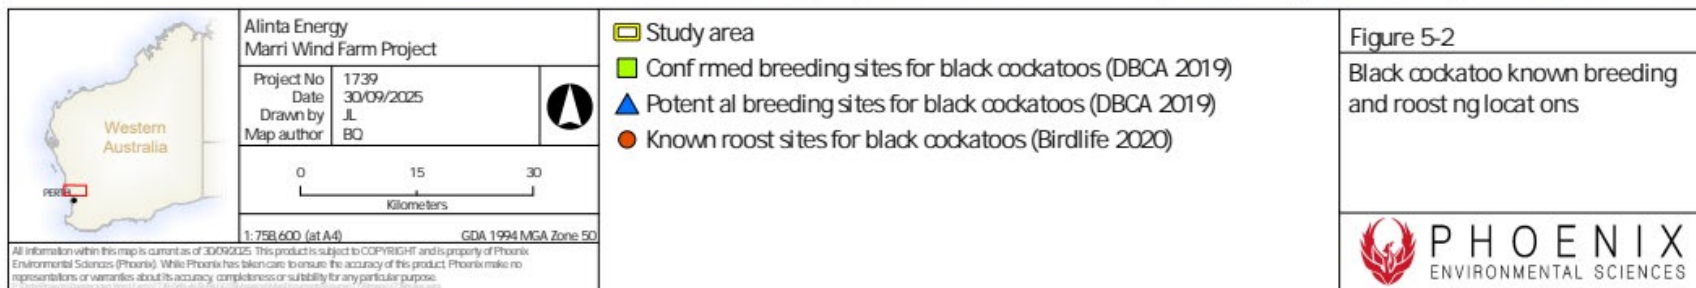 Western
Australia
PERTH
Alinta Energy
Marri Wind Farm Project
Project No 1739
Date 30/09/2025
Drawn by JL
Map author BQ
0 15 30
Kilometers
1:758,600 (at A4) GDA 1994 MGA Zone 50
All information within this map is current as of 30/09/2025. This product is subject to COPYRIGHT and is property of Phoenix
Environmental Sciences (Phoenix). While Phoenix has taken care to ensure the accuracy of this product, Phoenix make no
representations or warranties about its accuracy, completeness or suitability for any particular purpose.
Study area
Conf rmed breeding sites for black cockatoos (DBCA 2019)
Potent al breeding sites for black cockatoos (DBCA 2019)
Known roost sites for black cockatoos (Birdlife 2020)
Figure 5-2
Black cockatoo known breeding
and roost ng locat ons
PHOENIX
ENVIRONMENTAL SCIENCES